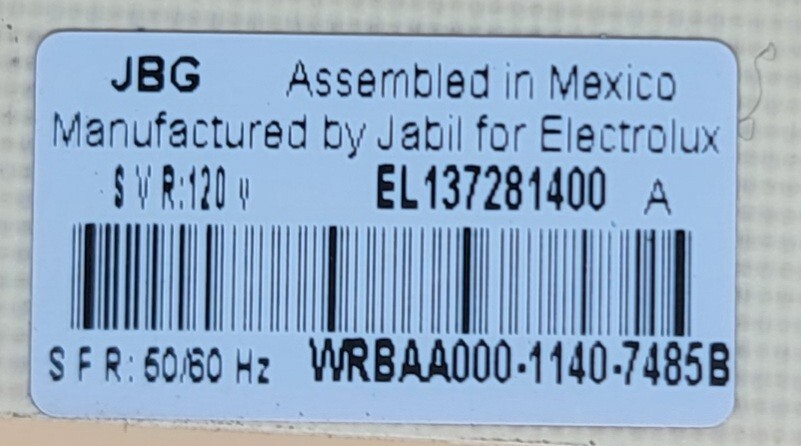 JBG Assembled in Mexico
Manufactured by Jabil for Electrolux
S V R:120 v EL137281400 A
S F R: 50/60 Hz WRBAA000-1140-7485B